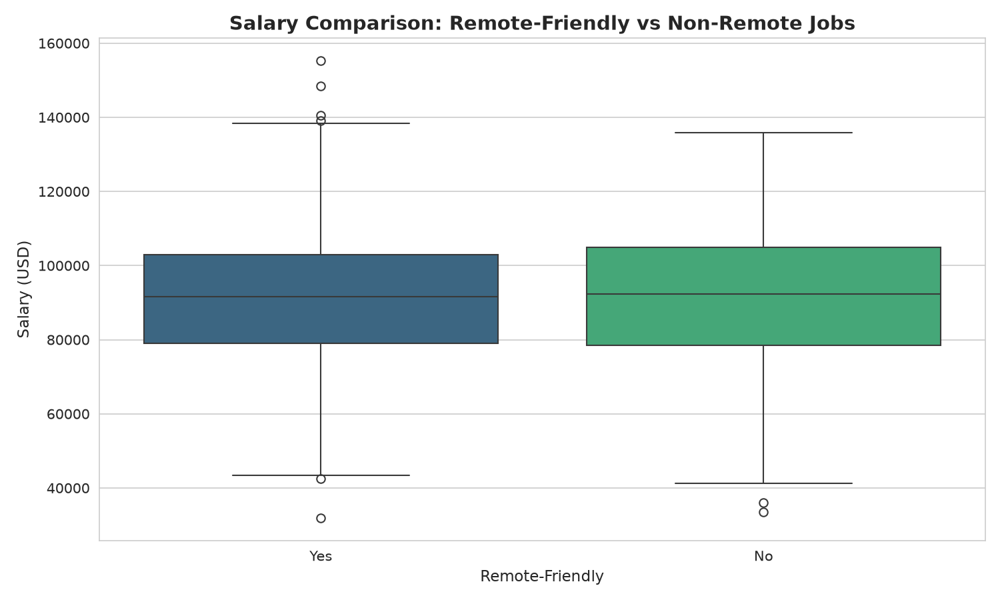 Salary Comparison: Remote-Friendly vs Non-Remote Jobs
160000
140000
120000
100000
80000
60000
40000
Salary (USD)
Yes
No
Remote-Friendly